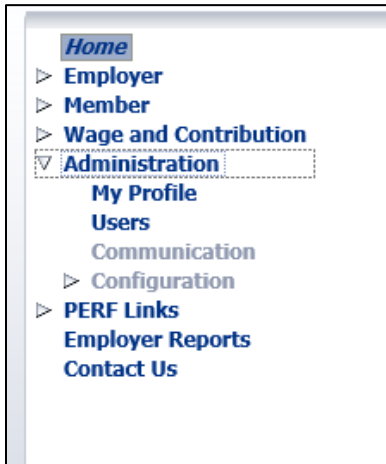 Home
Employer
Member
Wage and Contribution
Administration
My Profile
Users
Communication
Configuration
PERF Links
Employer Reports
Contact Us